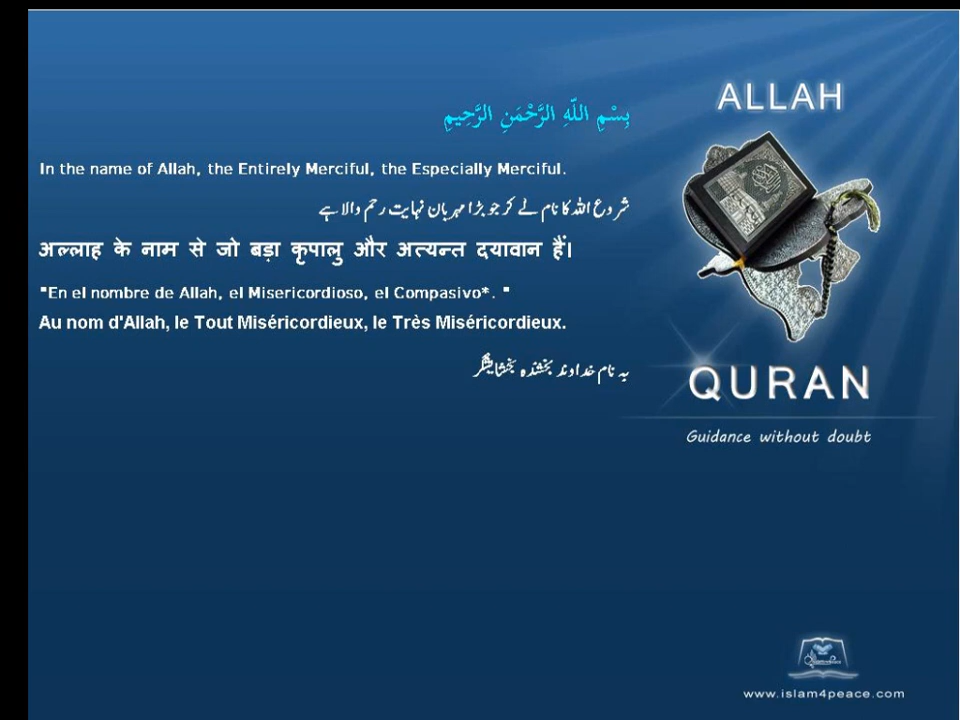 بِسْمِ اللّهِ الرَّحْمَنِ الرَّحِيمِ
In the name of Allah, the Entirely Merciful, the Especially Merciful.
شروع الله کا نام لے کر جو بڑا مہربان نہایت رحم والا ہے
अल्लाह के नाम से जो बड़ा कृपालु और अत्यन्त दयावान हैं।
"En el nombre de Allah, el Misericordioso, el Compasivo*. "
Au nom d'Allah, le Tout Miséricordieux, le Très Miséricordieux.
به نام خداوند بخشنده بخشایشگر
ALLAH
QURAN
Guidance without doubt
www.islam4peace.com